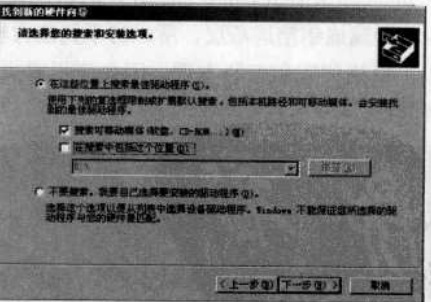 找到新的硬件向导
请选择您的搜索和安装选项。
在这些位置上搜索最佳驱动程序(S)。
使用下列的复选框限制或扩展默认搜索，包括本机路径和可移动媒体。会安装找
到的最佳驱动程序。
搜索可移动媒体(软盘、CD-ROM...)(M)
在搜索中包括这个位置(O):
浏览(R)
不要搜索。我要自己选择要安装的驱动程序(D)。
选择这个选项以便从列表中选择设备驱动程序。Windows 不能保证您所选择的驱
动程序与您的硬件最匹配。
<上一步(B)
下一步(N)>
取消